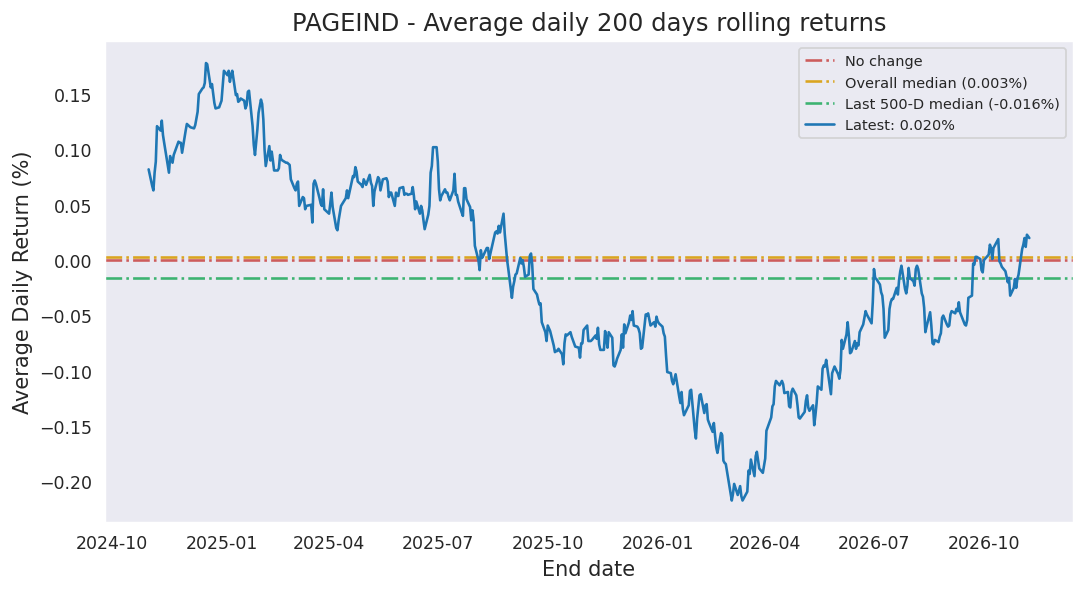 PAGEIND - Average daily 200 days rolling returns
No change
Overall median (0.003%)
Last 500-D median (-0.016%)
Latest: 0.020%
Average Daily Return (%)
0.15
0.10
0.05
0.00
−0.05
−0.10
−0.15
−0.20
2024-10 2025-01 2025-04 2025-07 2025-10 2026-01 2026-04 2026-07 2026-10
End date